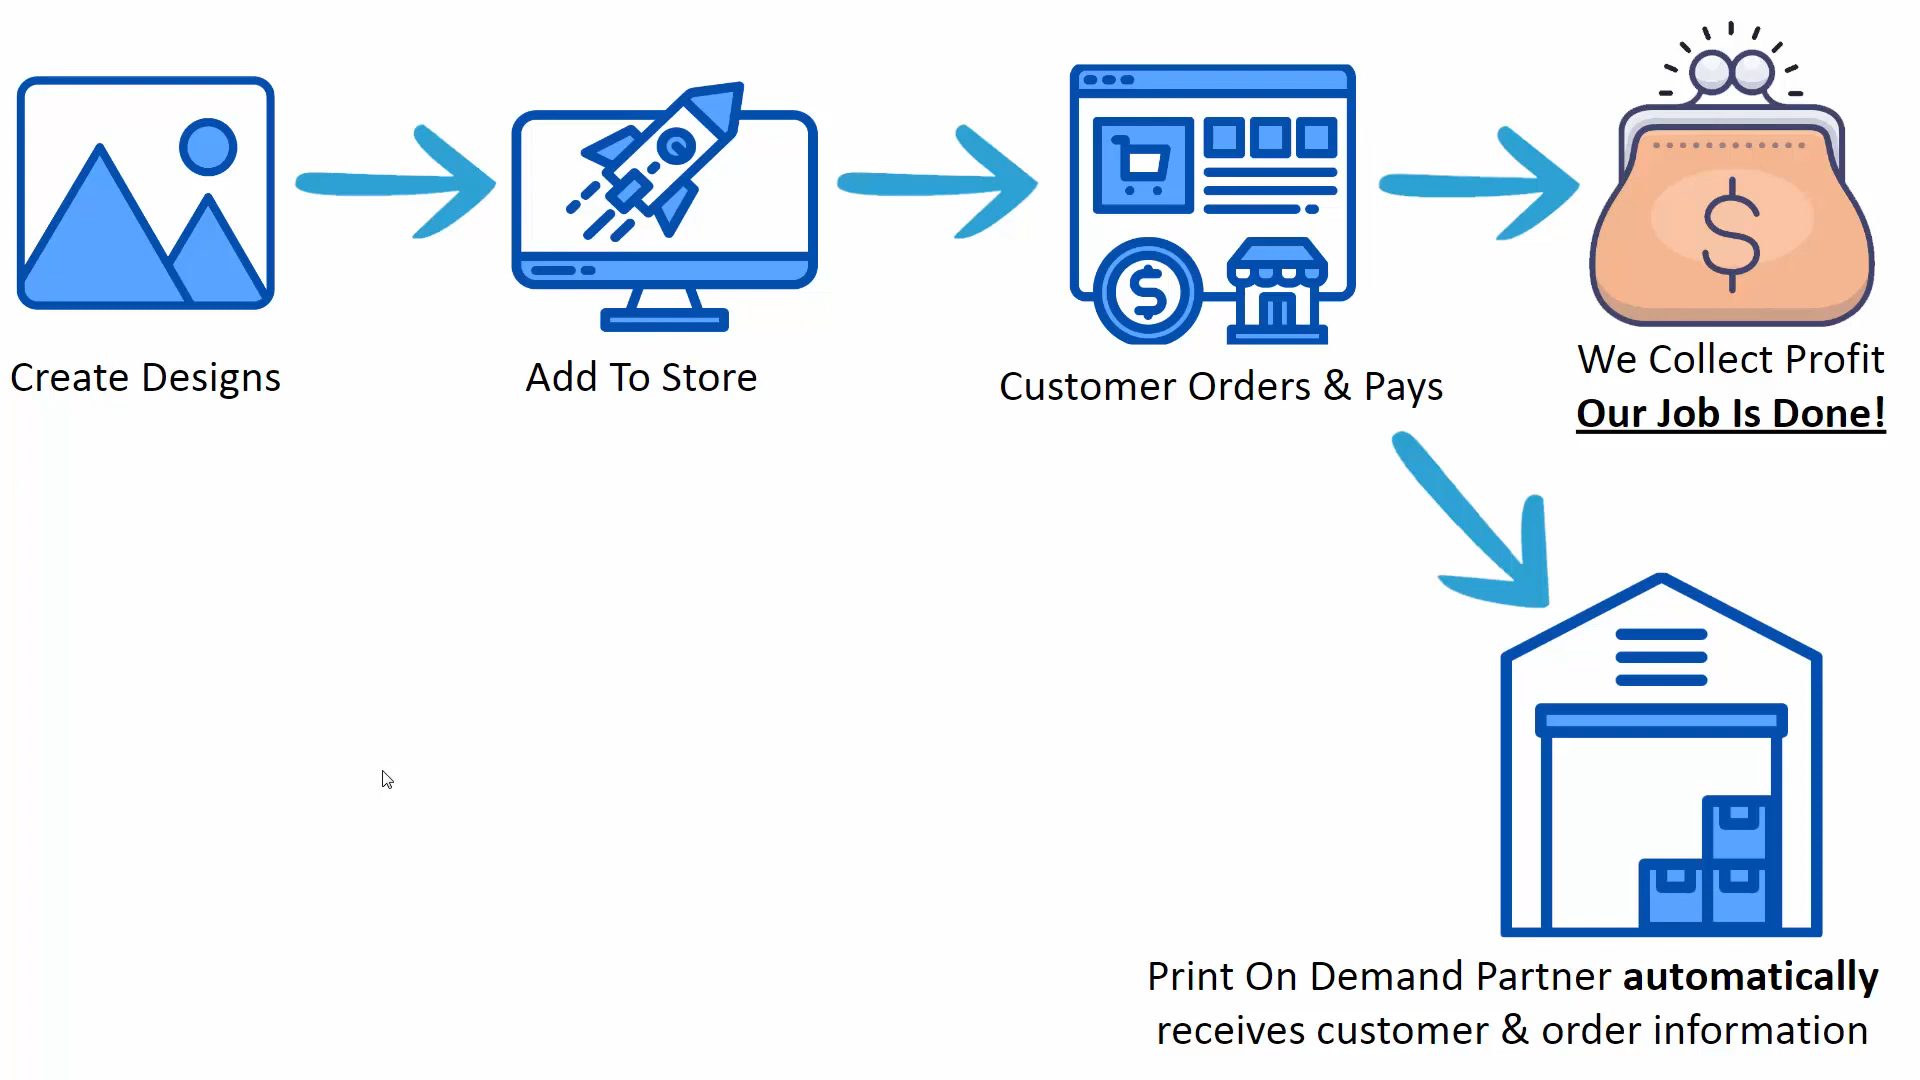 Create Designs
Add To Store
Customer Orders & Pays
We Collect Profit
Our Job Is Done!
Print On Demand Partner automatically
receives customer & order information